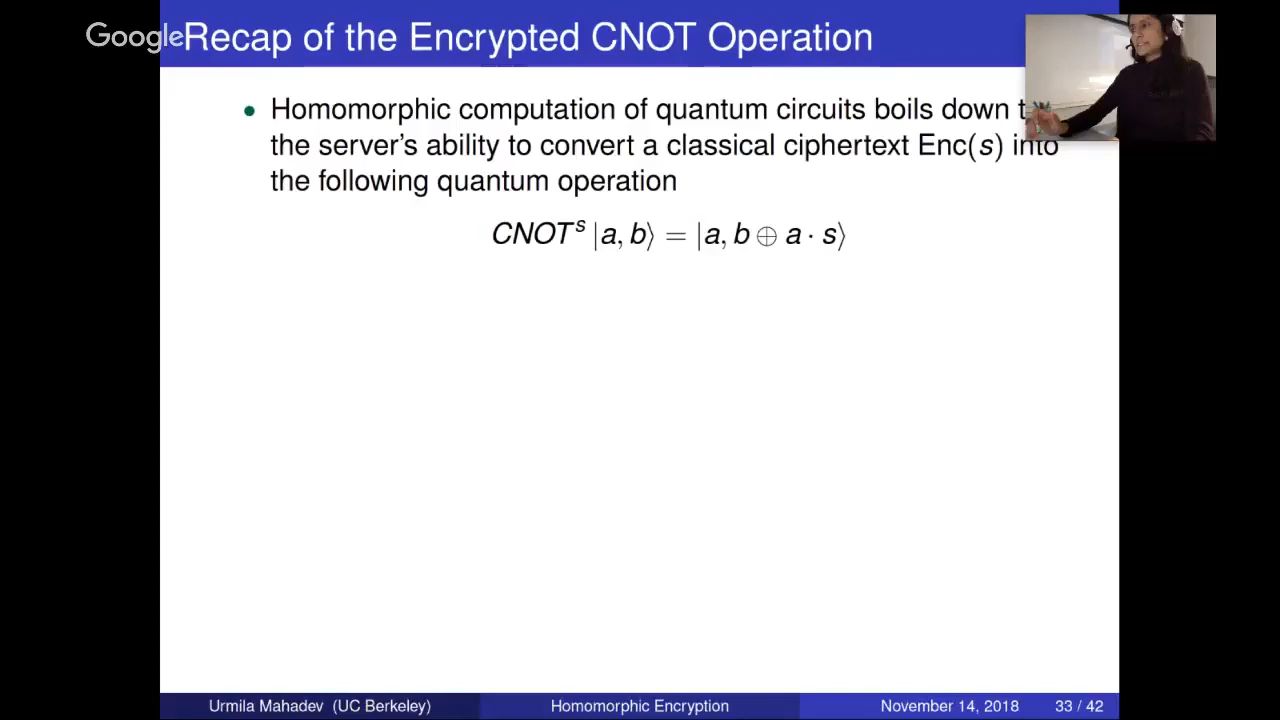 Google
Recap of the Encrypted CNOT Operation
• Homomorphic computation of quantum circuits boils down
the server's ability to convert a classical ciphertext Enc(s) into
the following quantum operation
CNOTˢ |a, b⟩ = |a, b ⊕ a · s⟩
Urmila Mahadev (UC Berkeley) Homomorphic Encryption November 14, 2018 33 / 42